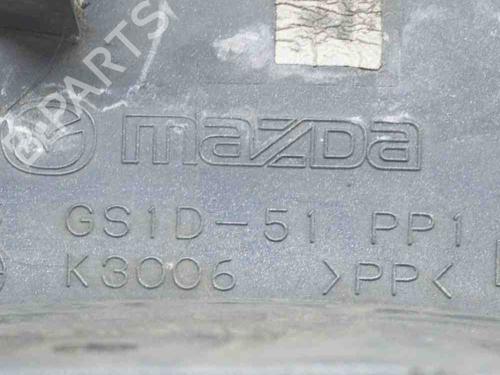 B-PARTS
mazda
GS1D-51 PP1
K3006 >PP<